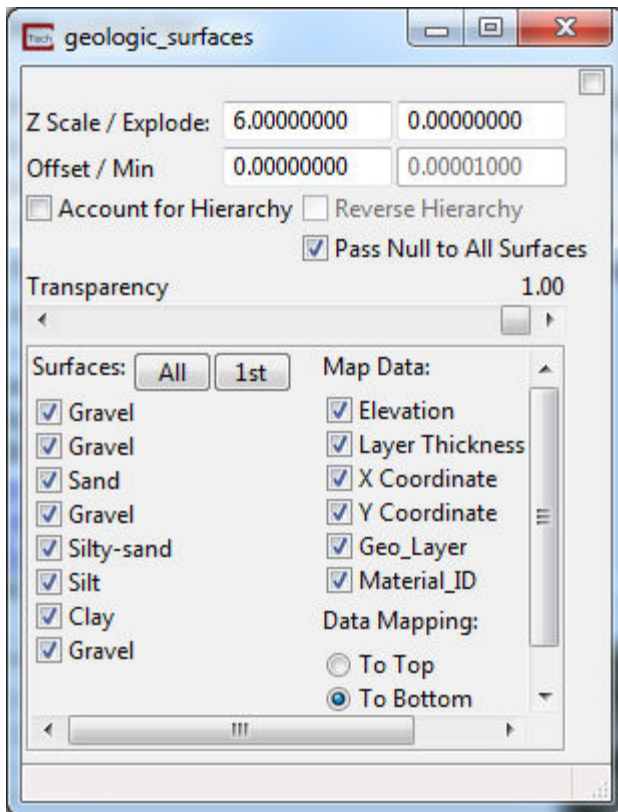 Tech geologic_surfaces
Z Scale / Explode: 6.00000000 0.00000000
Offset / Min 0.00000000 0.00001000
Account for Hierarchy Reverse Hierarchy
Pass Null to All Surfaces
Transparency 1.00
Surfaces: All 1st Map Data:
Gravel Elevation
Gravel Layer Thickness
Sand X Coordinate
Gravel Y Coordinate
Silty-sand Geo_Layer
Silt Material_ID
Clay Data Mapping:
Gravel To Top
To Bottom